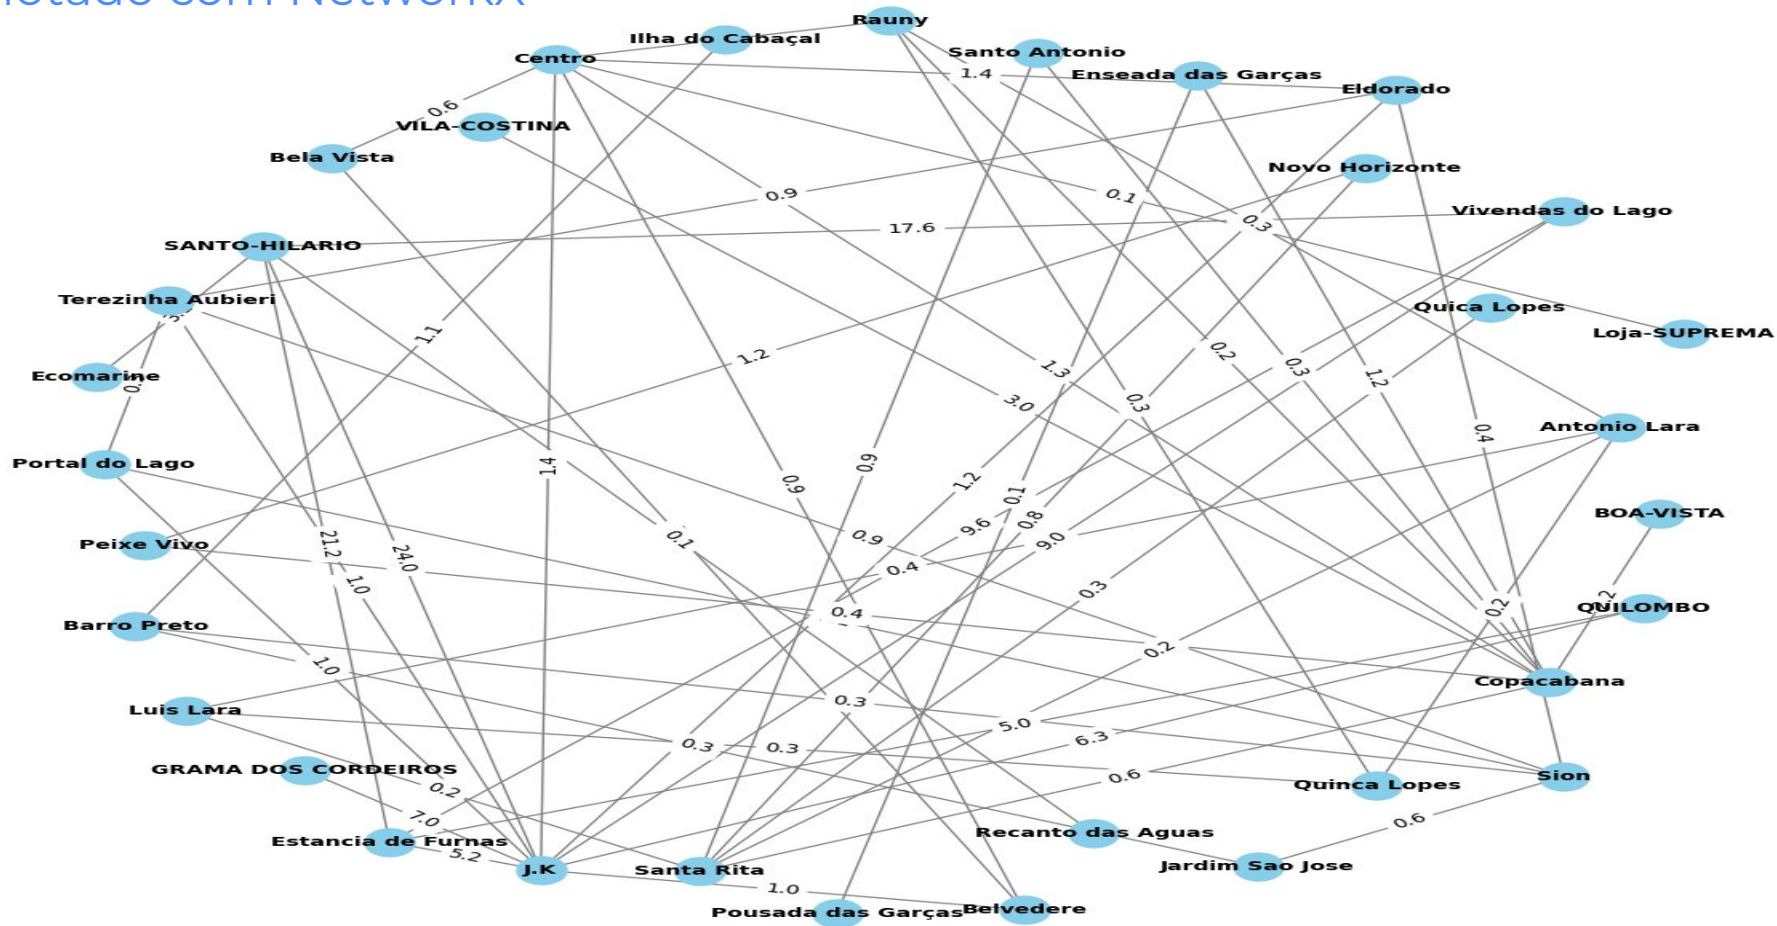 Rauny
Ilha do Cabaçal
Santo Antonio
Centro
1.4
Enseada das Garças
Eldorado
0.6
VILA-COSTINA
Bela Vista
Novo Horizonte
0.9
0.1
Vivendas do Lago
17.6
0.3
SANTO-HILARIO
Terezinha Aubieri
Quica Lopes
Loja-SUPREMA
1.1
1.2
0.2
0.3
1.3
1.2
Ecomarine
3.0
0.3
Antonio Lara
0.4
Portal do Lago
1.4
0.9
0.9
1.2
0.1
BOA-VISTA
0.8
9.6
Peixe Vivo
21.2
0.1
0.9
9.0
24.0
0.4
1.0
0.3
0.2
QUILOMBO
0.4
Barro Preto
0.2
1.0
Copacabana
0.3
Luis Lara
5.0
6.3
0.3
0.3
GRAMA DOS CORDEIROS
0.6
Sion
0.2
Quinca Lopes
7.0
0.6
Recanto das Aguas
Estancia de Furnas
5.2
J.K
Santa Rita
Jardim Sao Jose
1.0
Pousada das Garças
Belvedere